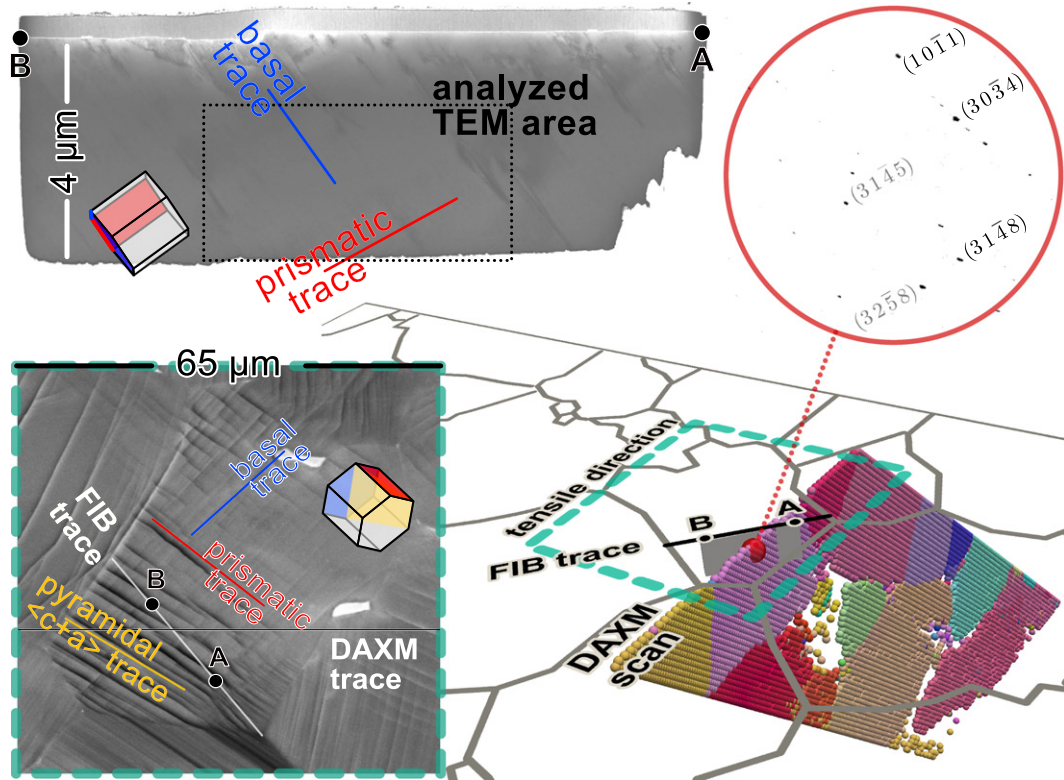 B
A
basal
trace
analyzed
TEM area
4 µm
prismatic
trace
(101̄1)
(303̄4)
(314̄5)
(314̄8)
(325̄8)
65 µm
basal
trace
FIB
trace
prismatic
trace
B
pyramidal
<c+a> trace
A
DAXM
trace
tensile direction
B
A
FIB trace
DAXM
scan